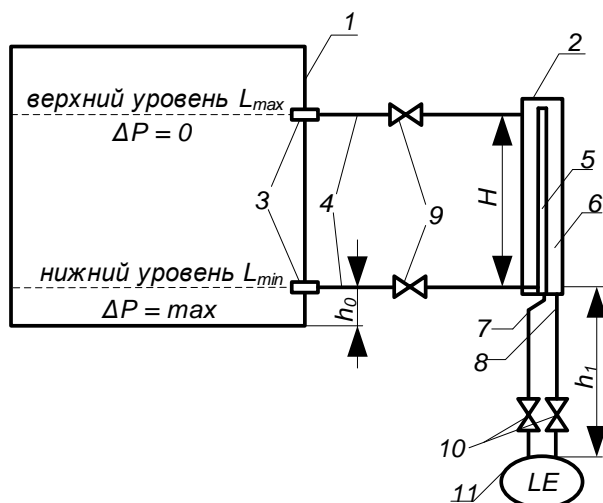 1
2
верхний уровень Lmax
ΔP = 0
3
4
9
H
5
6
нижний уровень Lmin
ΔP = max
h0
7
8
h1
10
11
LE